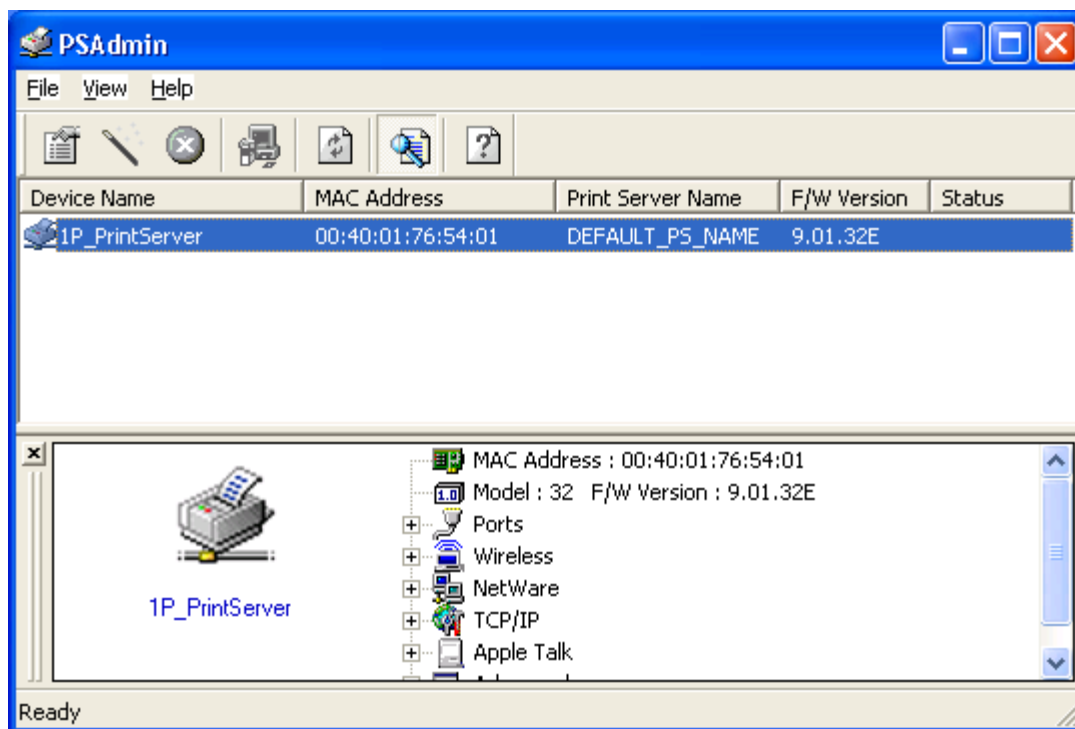 PSAdmin
File View Help
Device Name MAC Address Print Server Name F/W Version Status
1P_PrintServer 00:40:01:76:54:01 DEFAULT_PS_NAME 9.01.32E
MAC Address : 00:40:01:76:54:01
1.0 Model : 32 F/W Version : 9.01.32E
Ports
Wireless
NetWare
1P_PrintServer
TCP/IP
Apple Talk
Ready